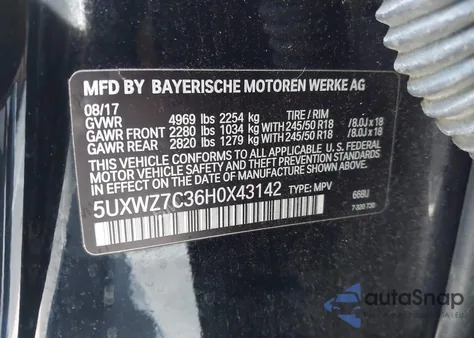 MFD BY BAYERISCHE MOTOREN WERKE AG
08/17
GVWR 4969 lbs 2254 kg TIRE / RIM
GAWR FRONT 2280 lbs 1034 kg WITH 245/50 R18 /8.0J x 18
GAWR REAR 2820 lbs 1279 kg WITH 245/50 R18 /8.0J x 18
THIS VEHICLE CONFORMS TO ALL APPLICABLE U.S. FEDERAL
MOTOR VEHICLE SAFETY, BUMPER, AND THEFT PREVENTION
STANDARDS IN EFFECT ON THE DATE OF MANUFACTURE SHOWN ABOVE.
5UXWZ7C36H0X43142 TYPE: MPV 668U
autoSnap